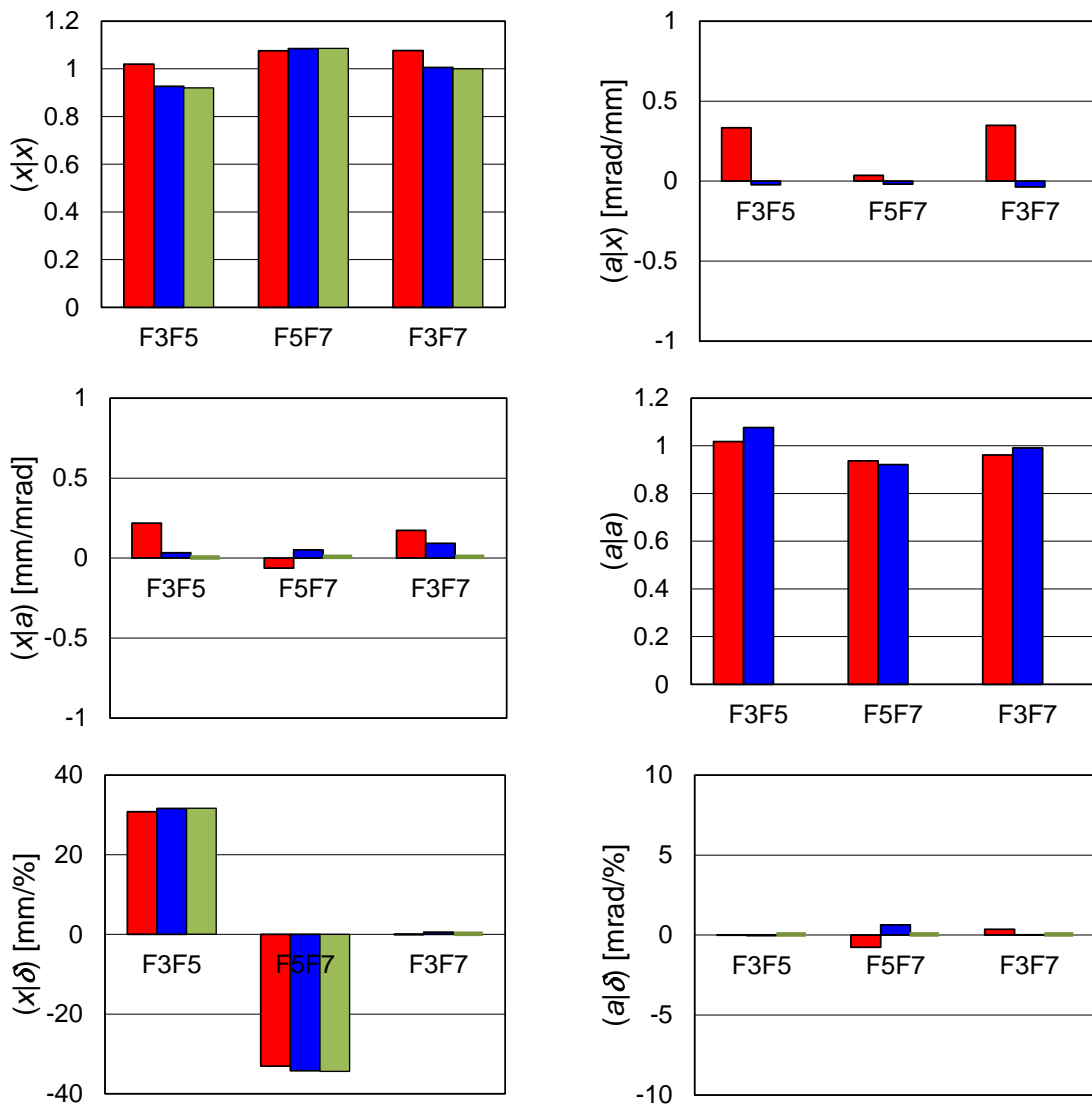 (x|x)
1.2
1
0.8
0.6
0.4
0.2
0
F3F5 F5F7 F3F7
(a|x) [mrad/mm]
1
0.5
0
-0.5
-1
F3F5 F5F7 F3F7
(x|a) [mm/mrad]
1
0.5
0
-0.5
-1
F3F5 F5F7 F3F7
(a|a)
1.2
1
0.8
0.6
0.4
0.2
0
F3F5 F5F7 F3F7
(x|δ) [mm/%]
40
20
0
-20
-40
F3F5 F5F7 F3F7
(a|δ) [mrad/%]
10
5
0
-5
-10
F3F5 F5F7 F3F7